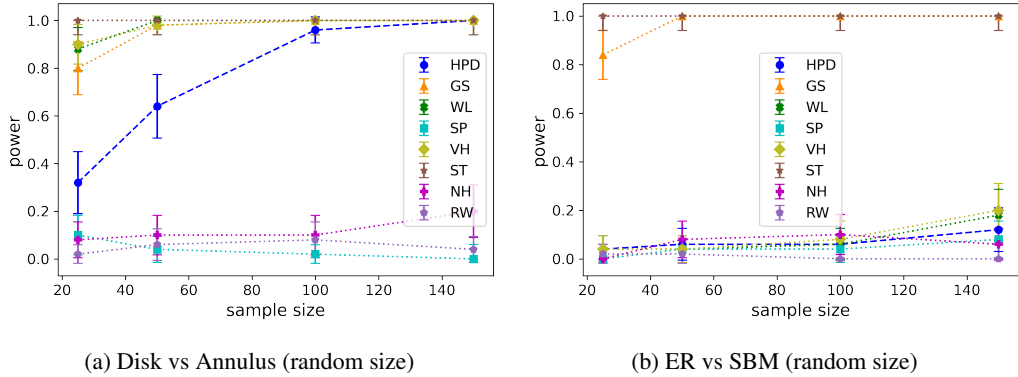 1.0
0.8
0.6
0.4
0.2
0.0
power
20 40 60 80 100 120 140
sample size
HPD
GS
WL
SP
VH
ST
NH
RW
(a) Disk vs Annulus (random size)
1.0
0.8
0.6
0.4
0.2
0.0
power
20 40 60 80 100 120 140
sample size
HPD
GS
WL
SP
VH
ST
NH
RW
(b) ER vs SBM (random size)